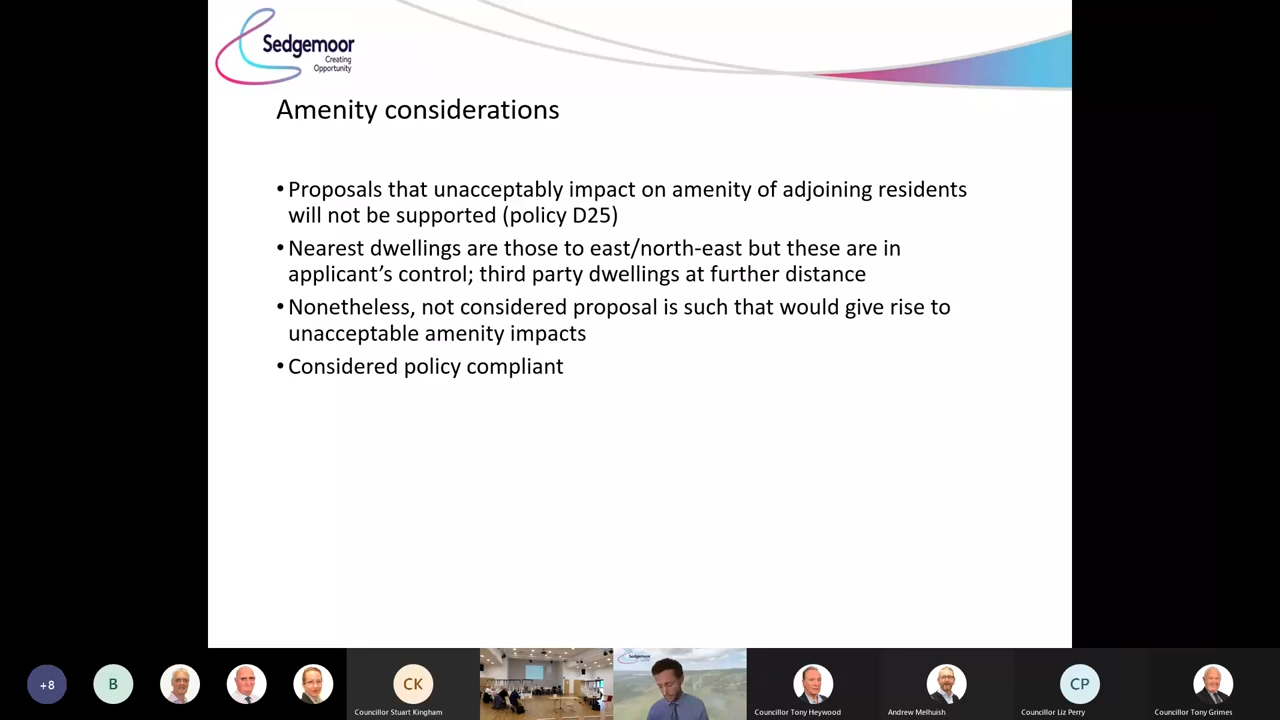 Sedgemoor
Creating
Opportunity
Amenity considerations
• Proposals that unacceptably impact on amenity of adjoining residents
will not be supported (policy D25)
• Nearest dwellings are those to east/north-east but these are in
applicant's control; third party dwellings at further distance
• Nonetheless, not considered proposal is such that would give rise to
unacceptable amenity impacts
• Considered policy compliant
+8
B
CK
Councillor Stuart Kingham
Sedgemoor
Councillor Tony Heywood
Andrew Melhuish
CP
Councillor Liz Perry
Councillor Tony Grimes